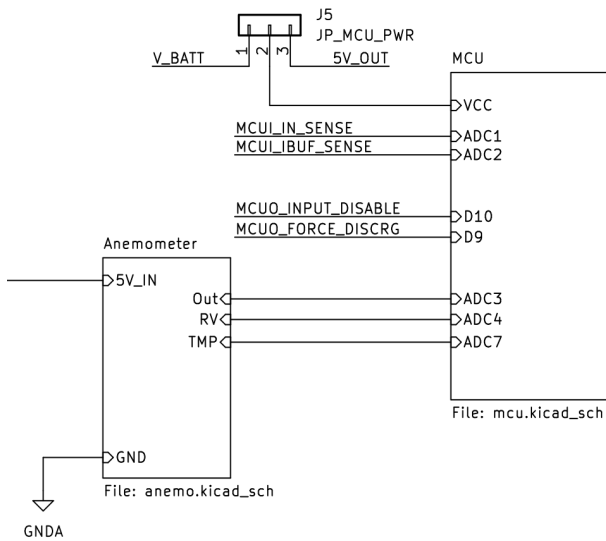 J5
JP_MCU_PWR
1
2
3
V_BATT
5V_OUT
MCU
VCC
MCUI_IN_SENSE
ADC1
MCUI_IBUF_SENSE
ADC2
MCUO_INPUT_DISABLE
D10
MCUO_FORCE_DISCRG
D9
Anemometer
5V_IN
Out
ADC3
RV
ADC4
TMP
ADC7
File: mcu.kicad_sch
GND
File: anemo.kicad_sch
GNDA